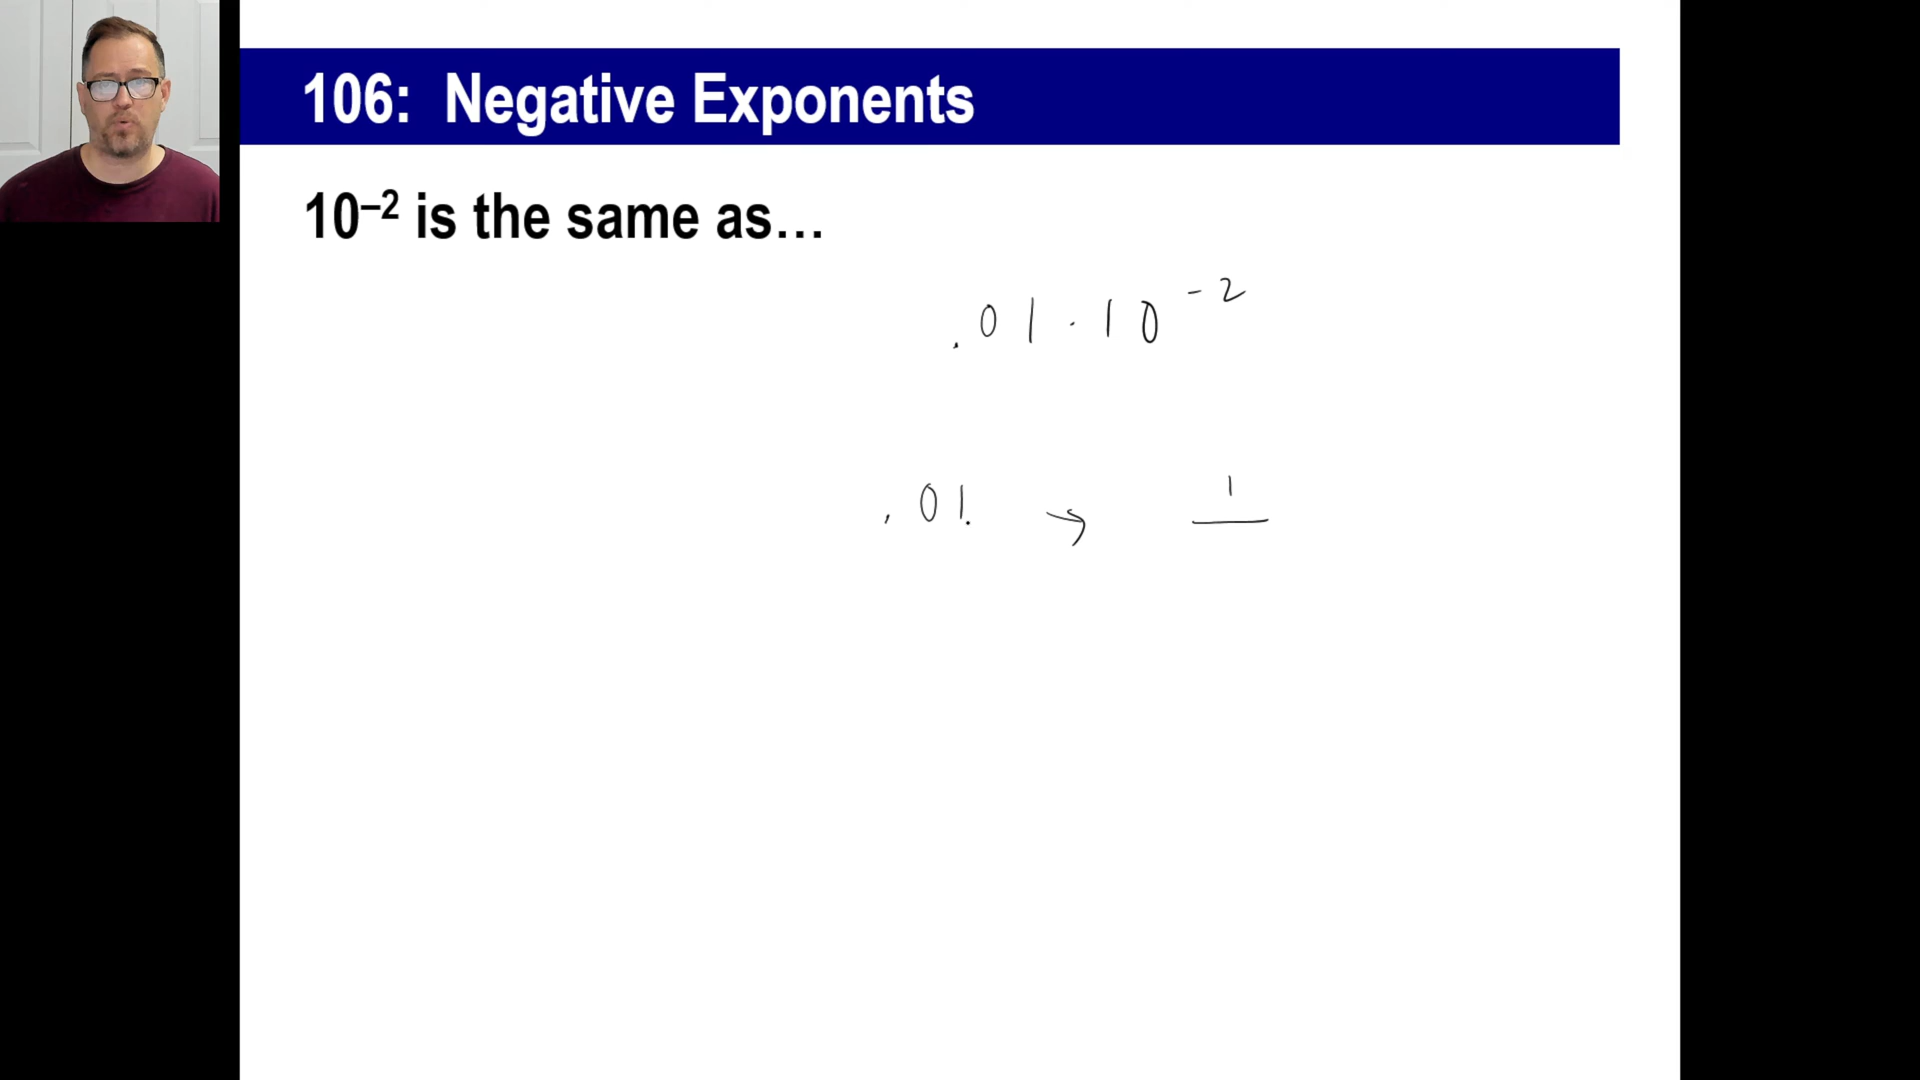 106: Negative Exponents
10⁻² is the same as…
.01 · 10⁻²
.01. → 1/